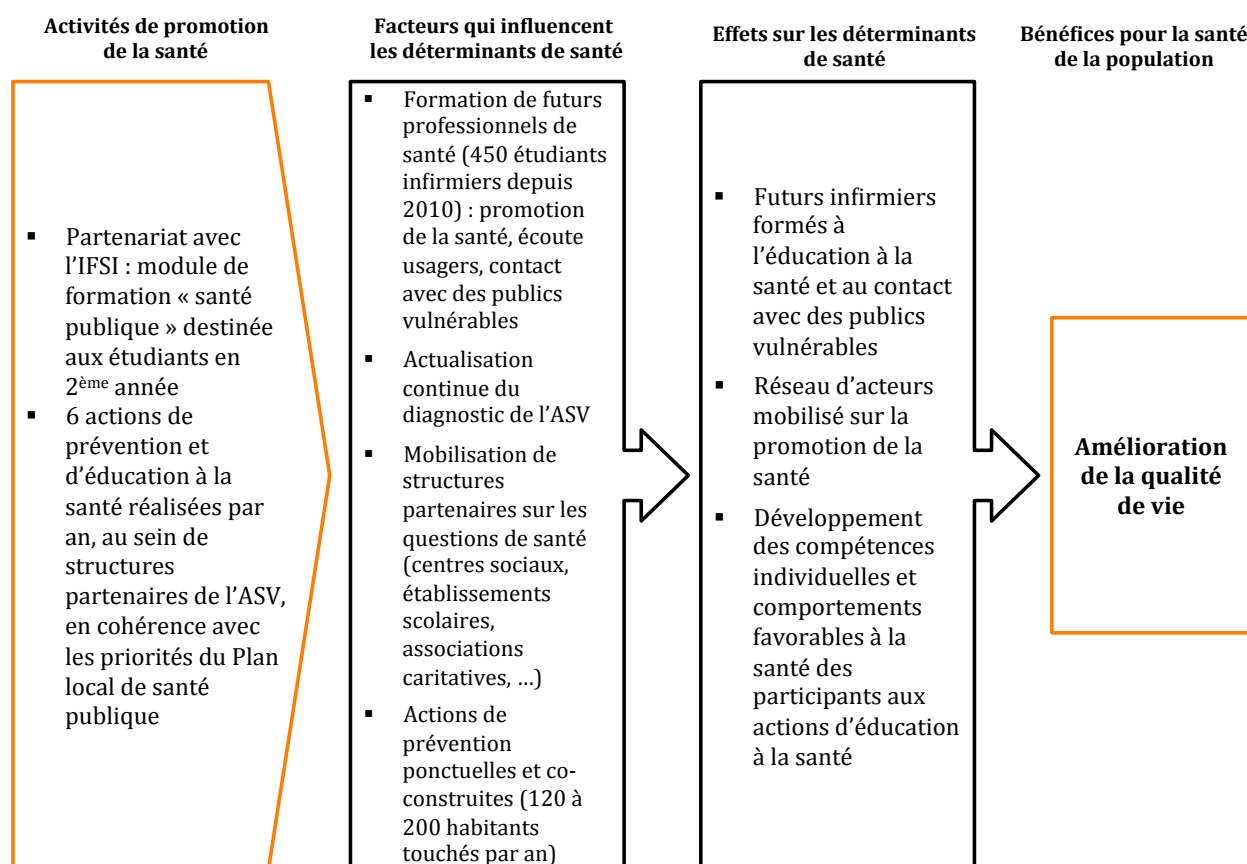 Activités de promotion
de la santé
Facteurs qui influencent
les déterminants de santé
Effets sur les déterminants
de santé
Bénéfices pour la santé
de la population
▪ Partenariat avec
l’IFSI : module de
formation « santé
publique » destinée
aux étudiants en
2ème année
▪ 6 actions de
prévention et
d’éducation à la
santé réalisées par
an, au sein de
structures
partenaires de l’ASV,
en cohérence avec
les priorités du Plan
local de santé
publique
▪ Formation de futurs
professionnels de
santé (450 étudiants
infirmiers depuis
2010) : promotion
de la santé, écoute
usagers, contact
avec des publics
vulnérables
▪ Actualisation
continue du
diagnostic de l’ASV
▪ Mobilisation de
structures
partenaires sur les
questions de santé
(centres sociaux,
établissements
scolaires,
associations
caritatives, …)
▪ Actions de
prévention
ponctuelles et co-
construites (120 à
200 habitants
touchés par an)
▪ Futurs infirmiers
formés à
l’éducation à la
santé et au contact
avec des publics
vulnérables
▪ Réseau d’acteurs
mobilisé sur la
promotion de la
santé
▪ Développement
des compétences
individuelles et
comportements
favorables à la
santé des
participants aux
actions d’éducation
à la santé
Amélioration
de la qualité
de vie